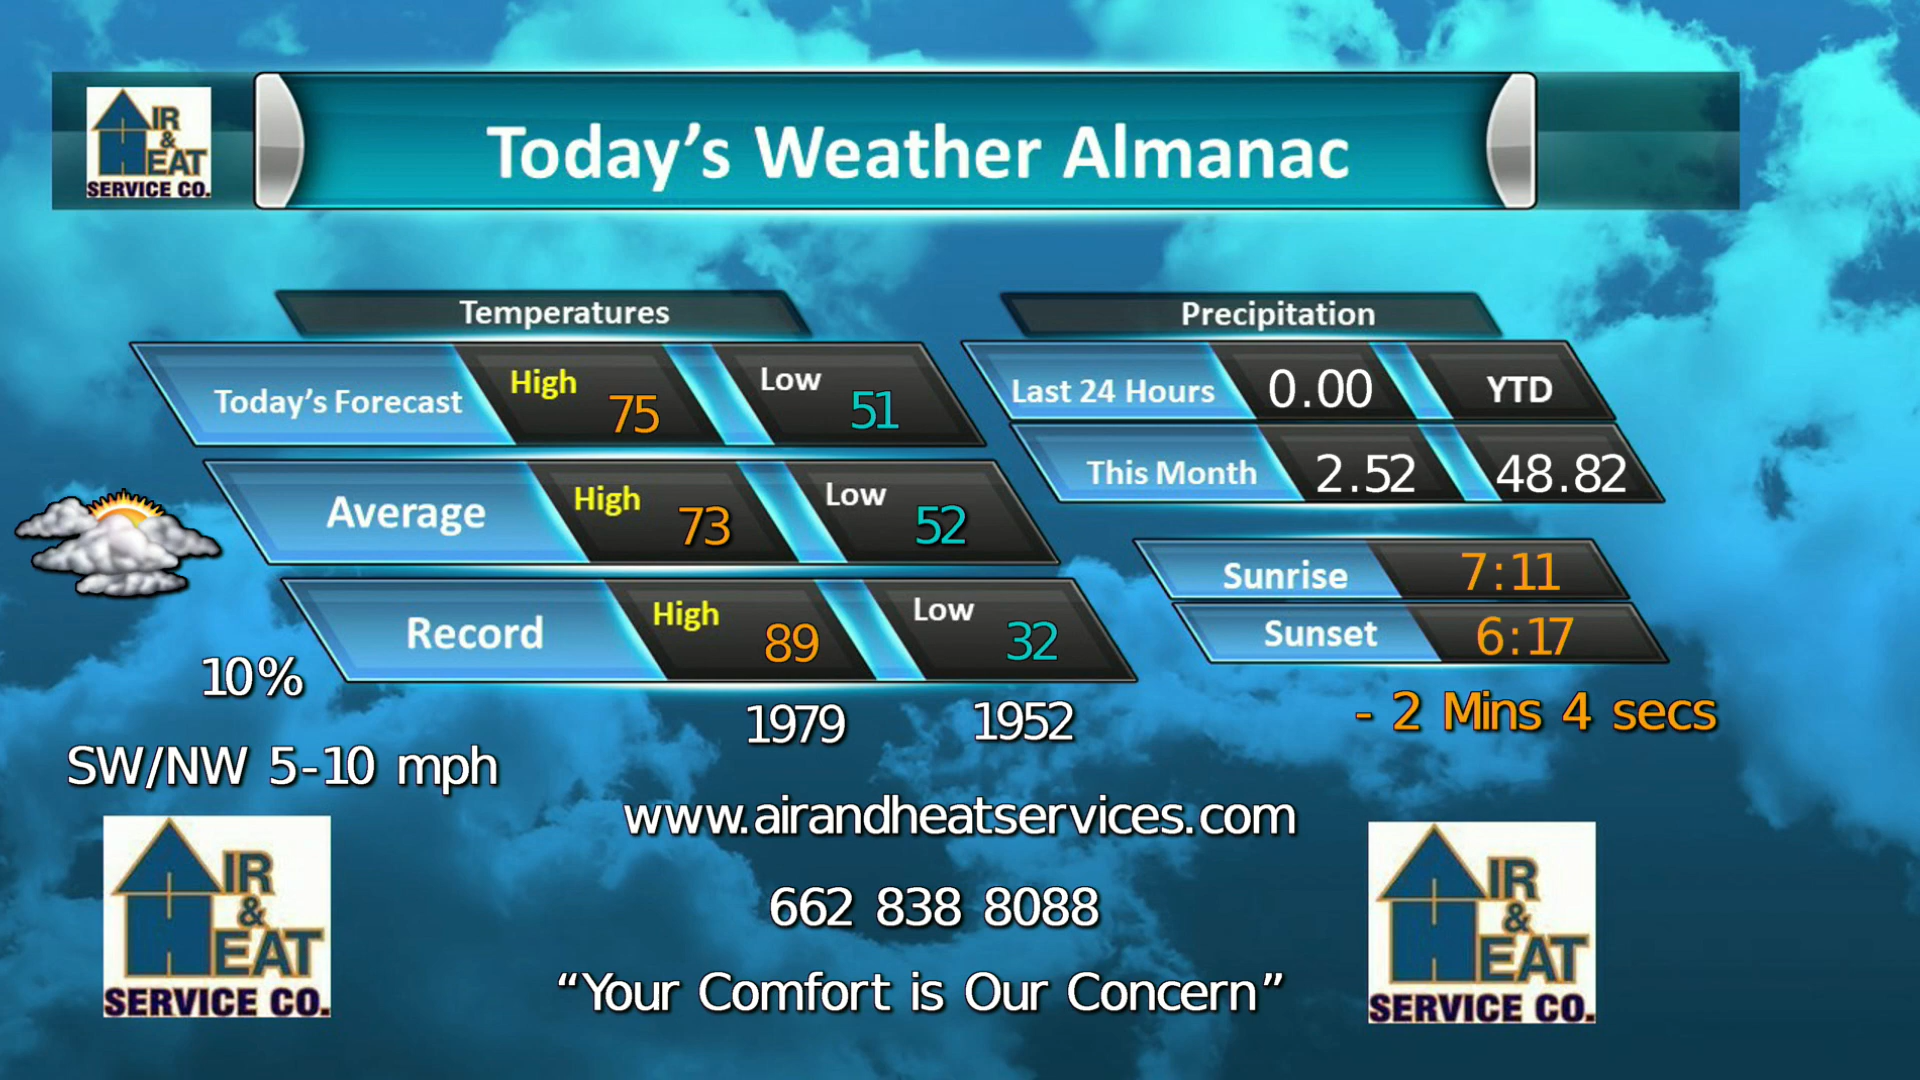 AIR
&
HEAT
SERVICE CO.
Today's Weather Almanac
Temperatures
Today's Forecast High 75 Low 51
Average High 73 Low 52
Record High 89 Low 32
1979 1952
Precipitation
Last 24 Hours 0.00 YTD
This Month 2.52 48.82
Sunrise 7:11
Sunset 6:17
- 2 Mins 4 secs
10%
SW/NW 5-10 mph
www.airandheatservices.com
662 838 8088
“Your Comfort is Our Concern”
AIR
&
HEAT
SERVICE CO.
AIR
&
HEAT
SERVICE CO.